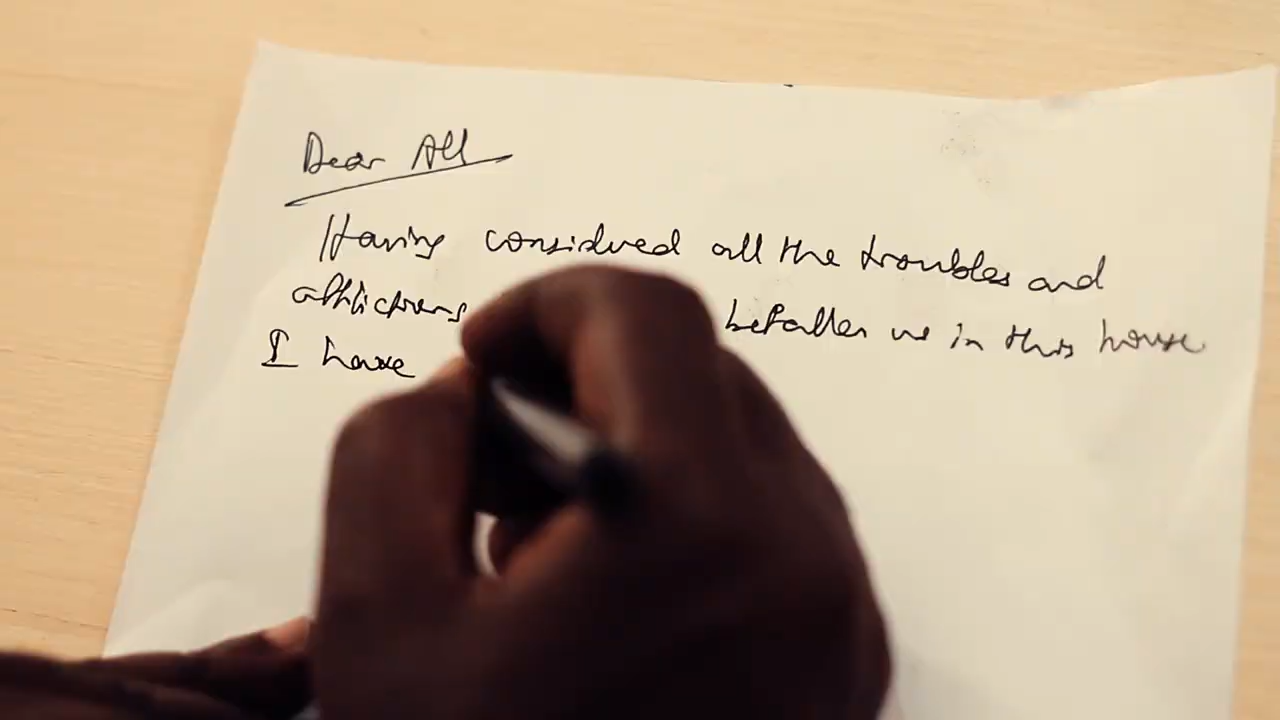 Dear All
Having considered all the troubles and
afflictions befallen us in this house
I have